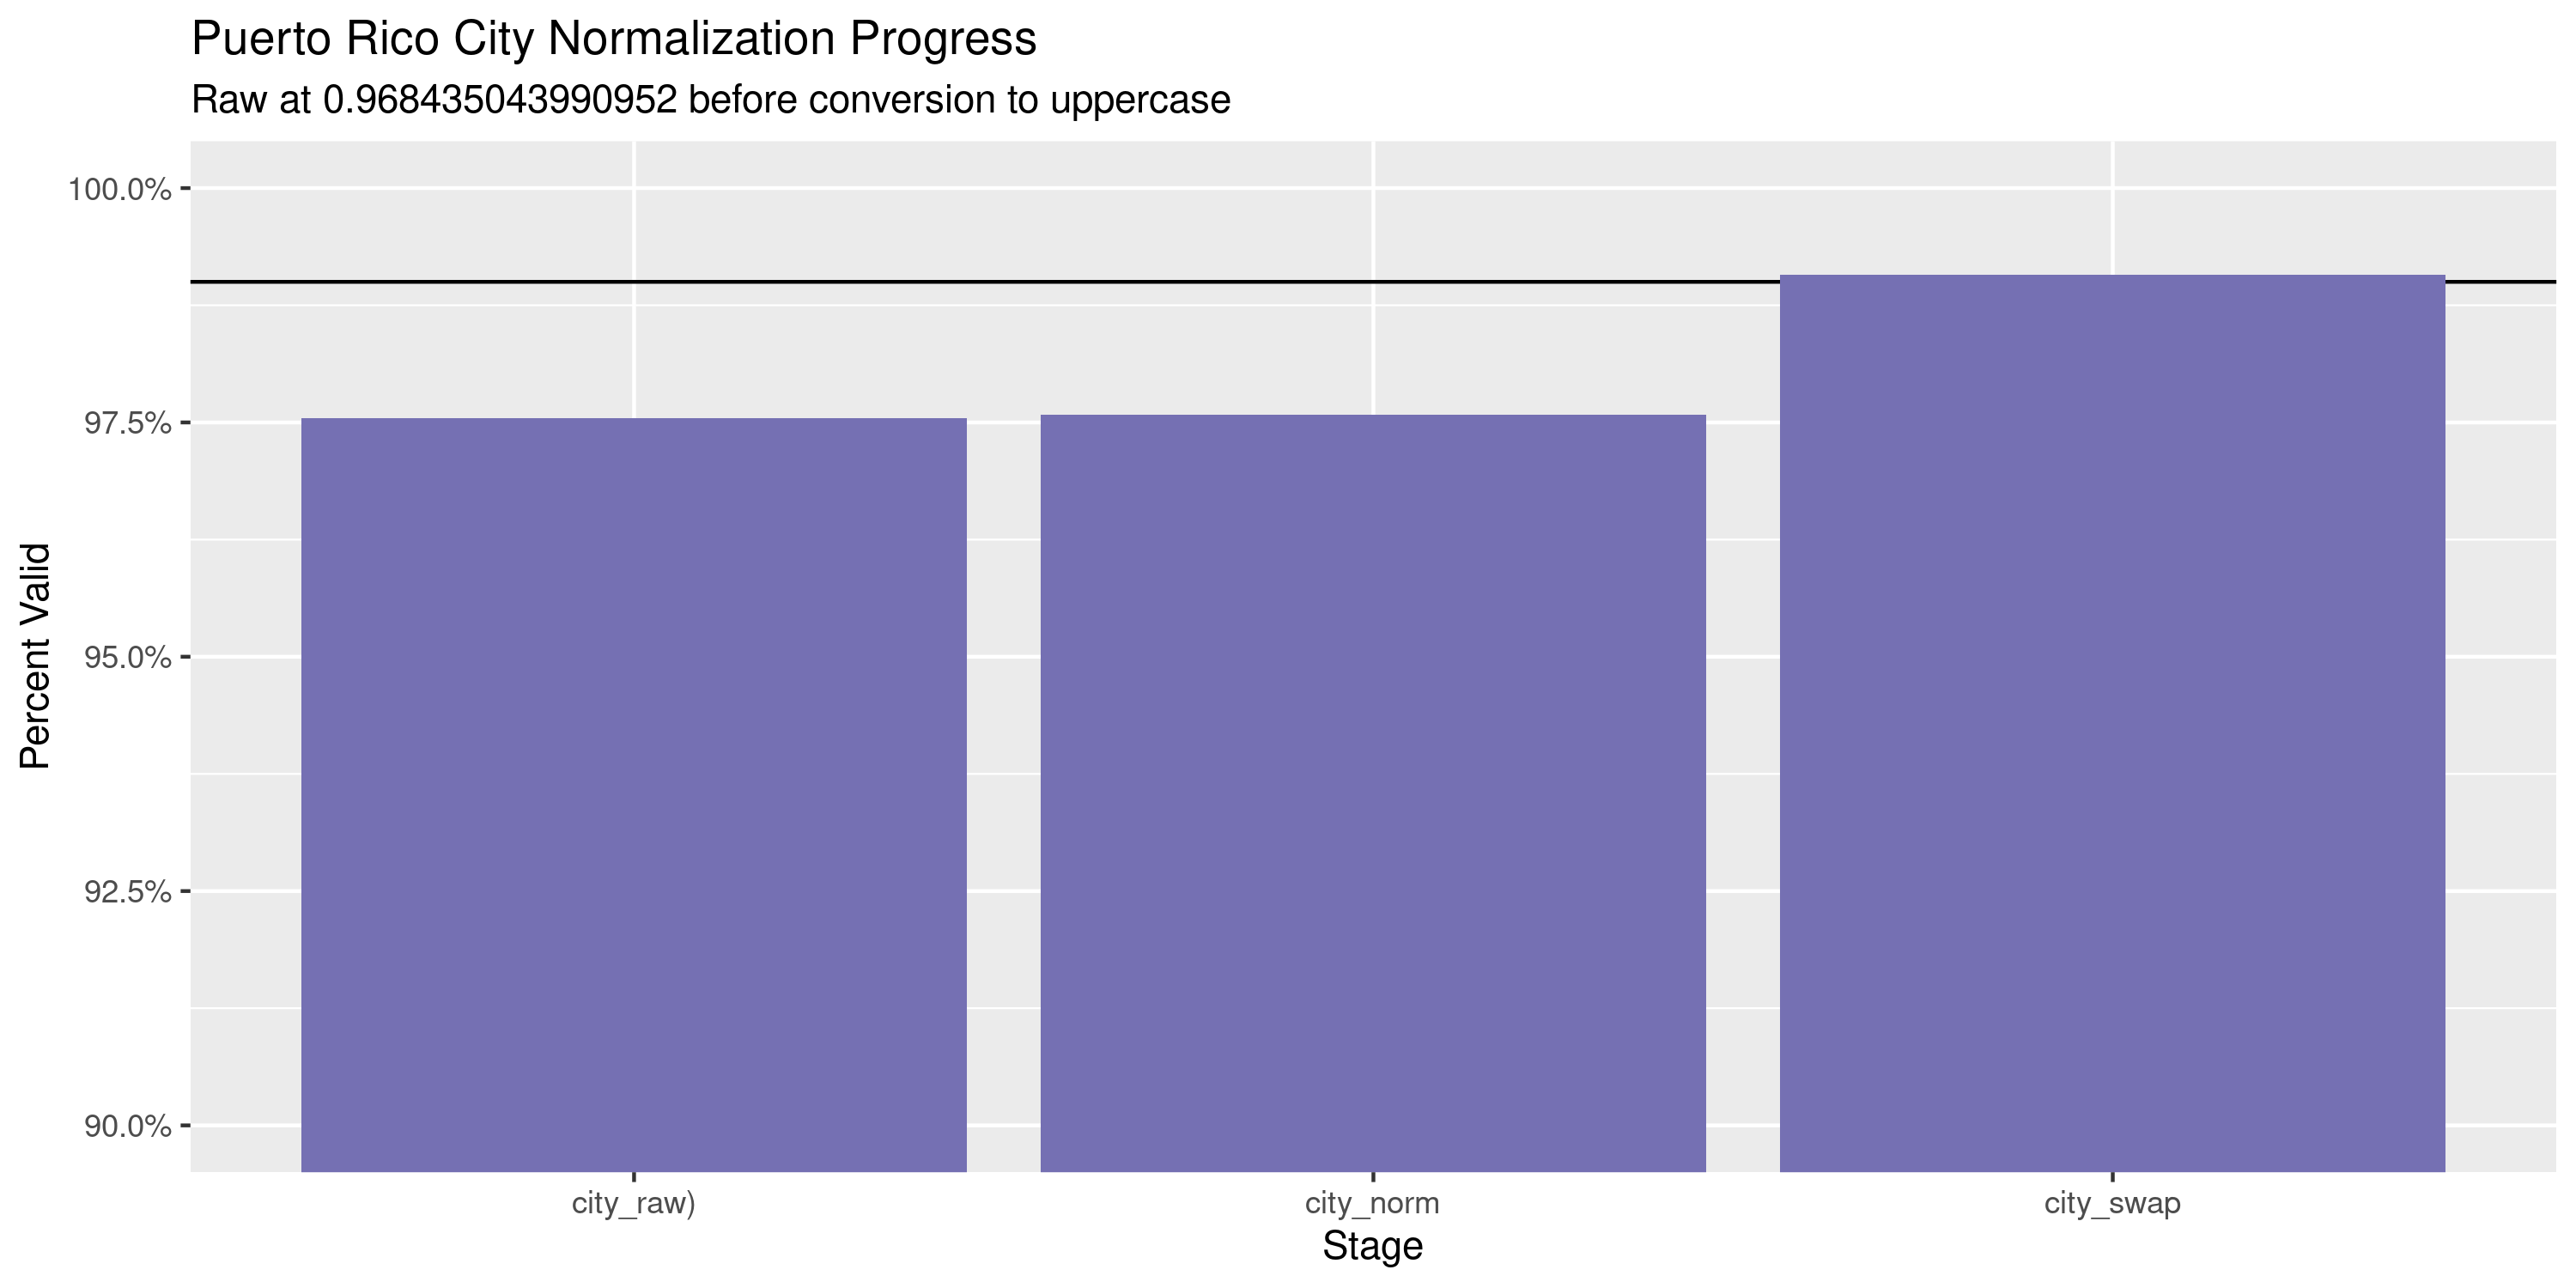 Puerto Rico City Normalization Progress
Raw at 0.968435043990952 before conversion to uppercase
100.0%
97.5%
95.0%
92.5%
90.0%
Percent Valid
city_raw)
city_norm
city_swap
Stage